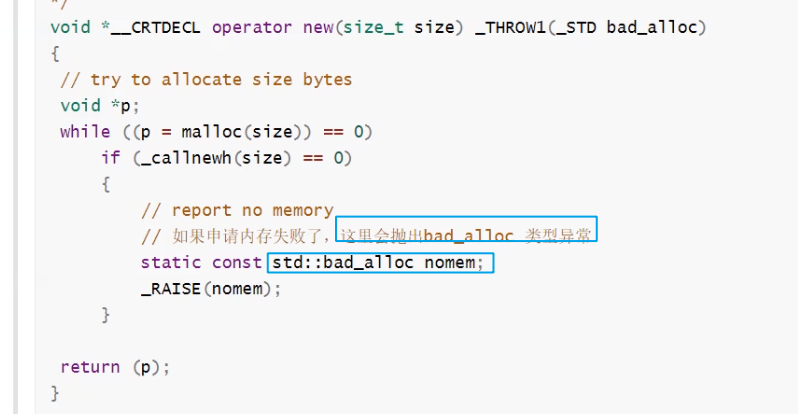 */
void *__CRTDECL operator new(size_t size) _THROW1(_STD bad_alloc)
{
// try to allocate size bytes
void *p;
while ((p = malloc(size)) == 0)
if (_callnewh(size) == 0)
{
// report no memory
// 如果申请内存失败了，这里会抛出bad_alloc 类型异常
static const std::bad_alloc nomem;
_RAISE(nomem);
}
return (p);
}